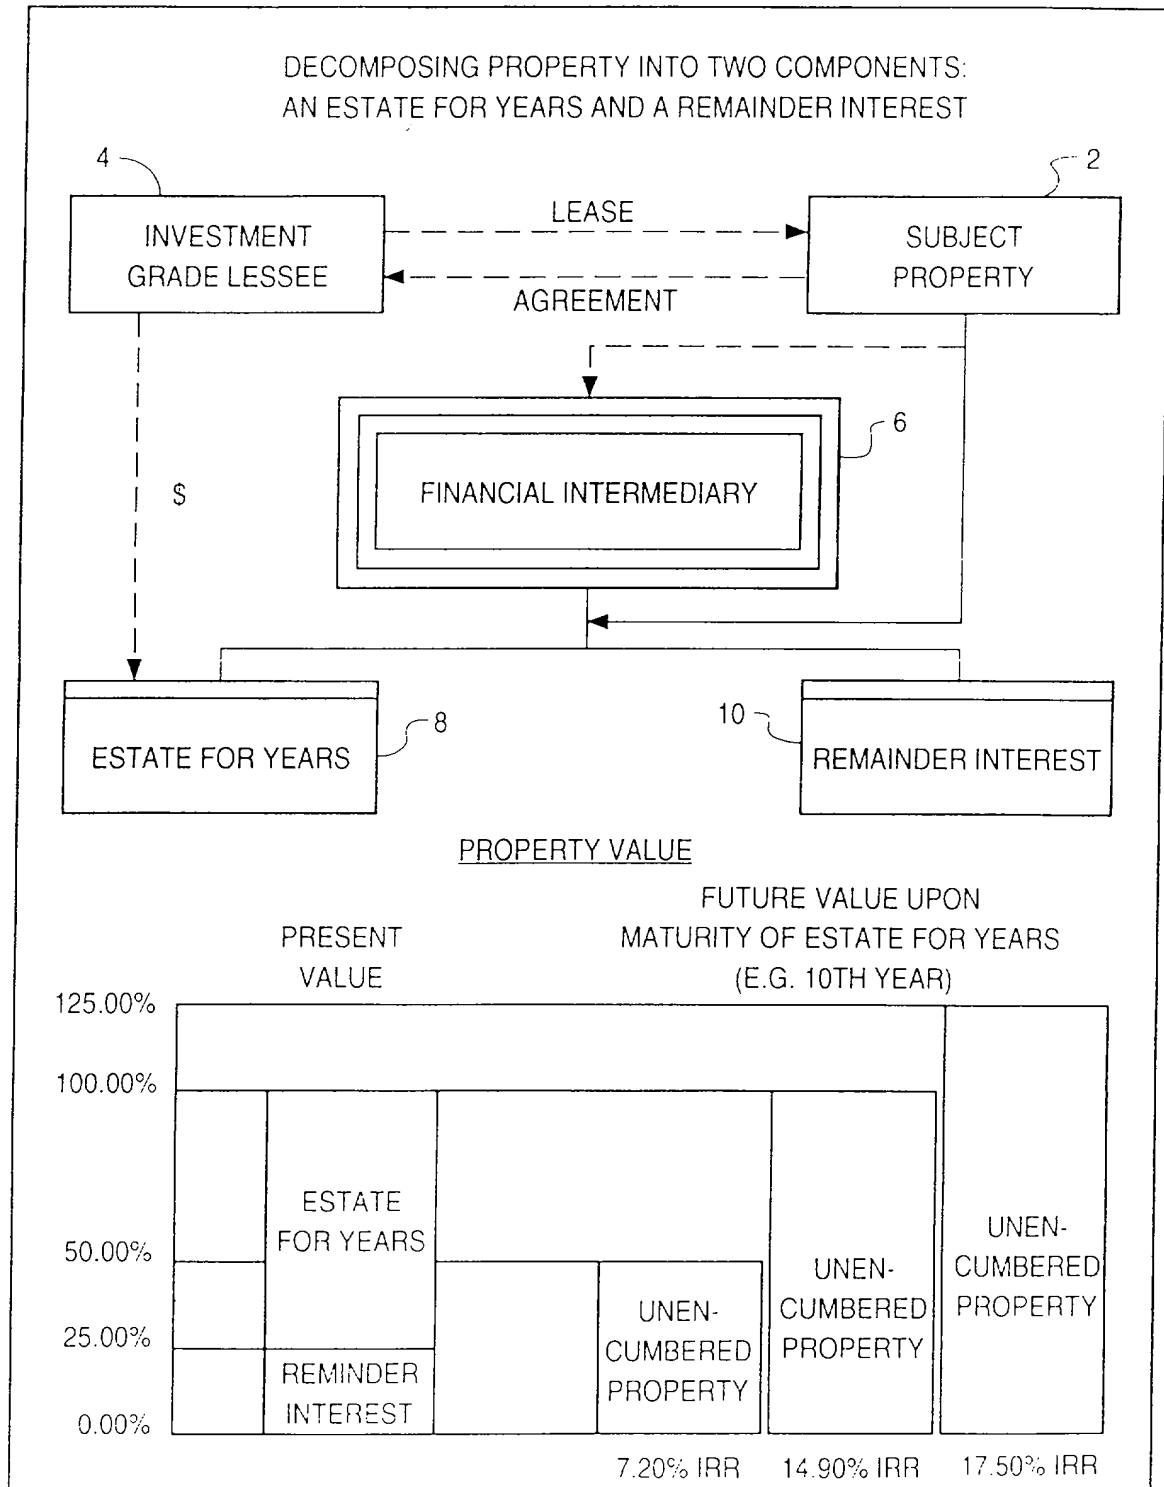 DECOMPOSING PROPERTY INTO TWO COMPONENTS:
AN ESTATE FOR YEARS AND A REMAINDER INTEREST
4
2
INVESTMENT
GRADE LESSEE
LEASE
AGREEMENT
SUBJECT
PROPERTY
6
$
FINANCIAL INTERMEDIARY
8
10
ESTATE FOR YEARS
REMAINDER INTEREST
PROPERTY VALUE
PRESENT
VALUE
FUTURE VALUE UPON
MATURITY OF ESTATE FOR YEARS
(E.G. 10TH YEAR)
125.00%
100.00%
50.00%
25.00%
0.00%
ESTATE
FOR YEARS
REMINDER
INTEREST
UNEN-
CUMBERED
PROPERTY
UNEN-
CUMBERED
PROPERTY
UNEN-
CUMBERED
PROPERTY
7.20% IRR
14.90% IRR
17.50% IRR